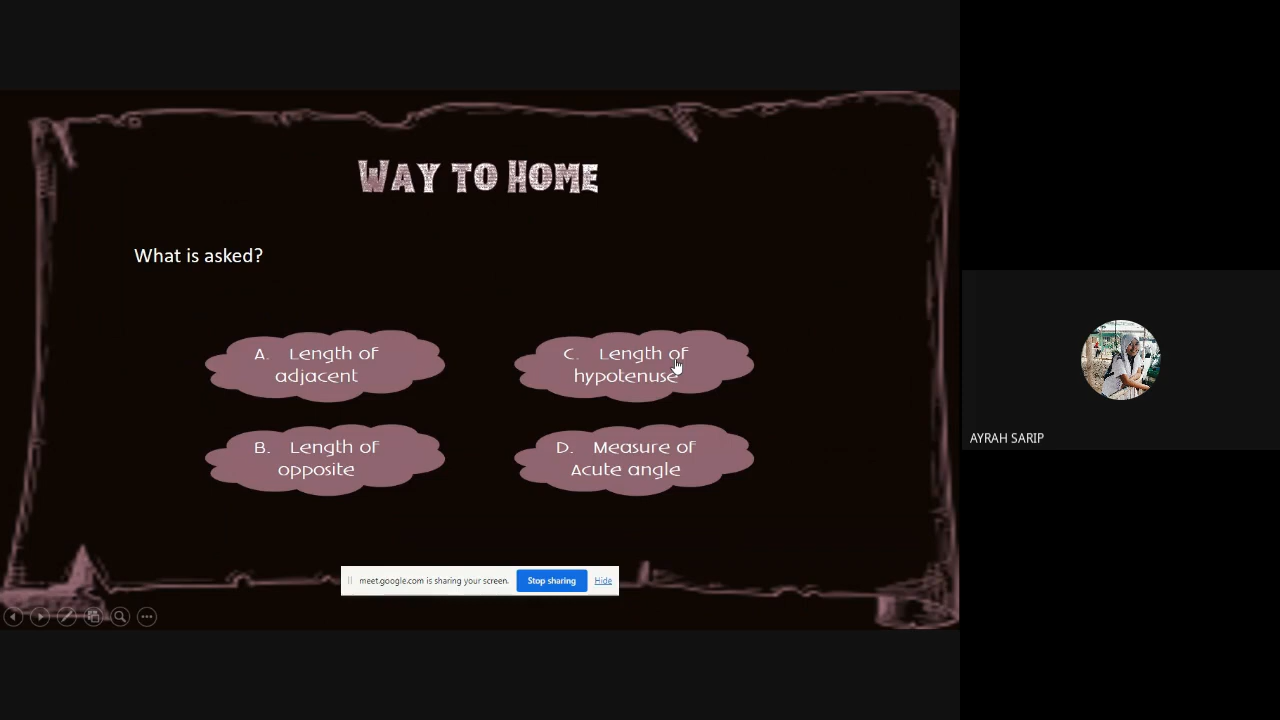 WAY TO HOME
What is asked?
A. Length of
adjacent
C. Length of
hypotenuse
B. Length of
opposite
D. Measure of
Acute angle
meet.google.com is sharing your screen.
Stop sharing
Hide
AYRAH SARIP